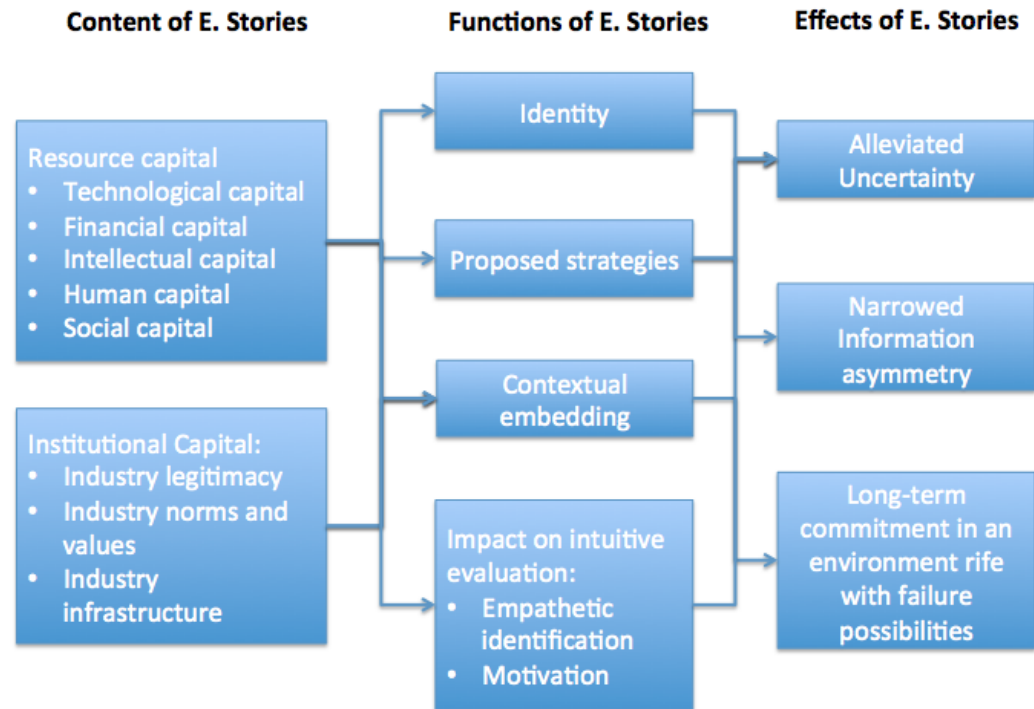 Content of E. Stories
Functions of E. Stories
Effects of E. Stories
Resource capital
• Technological capital
• Financial capital
• Intellectual capital
• Human capital
• Social capital
Institutional Capital:
• Industry legitimacy
• Industry norms and
values
• Industry
infrastructure
Identity
Proposed strategies
Contextual
embedding
Impact on intuitive
evaluation:
• Empathetic
identification
• Motivation
Alleviated
Uncertainty
Narrowed
Information
asymmetry
Long-term
commitment in an
environment rife
with failure
possibilities